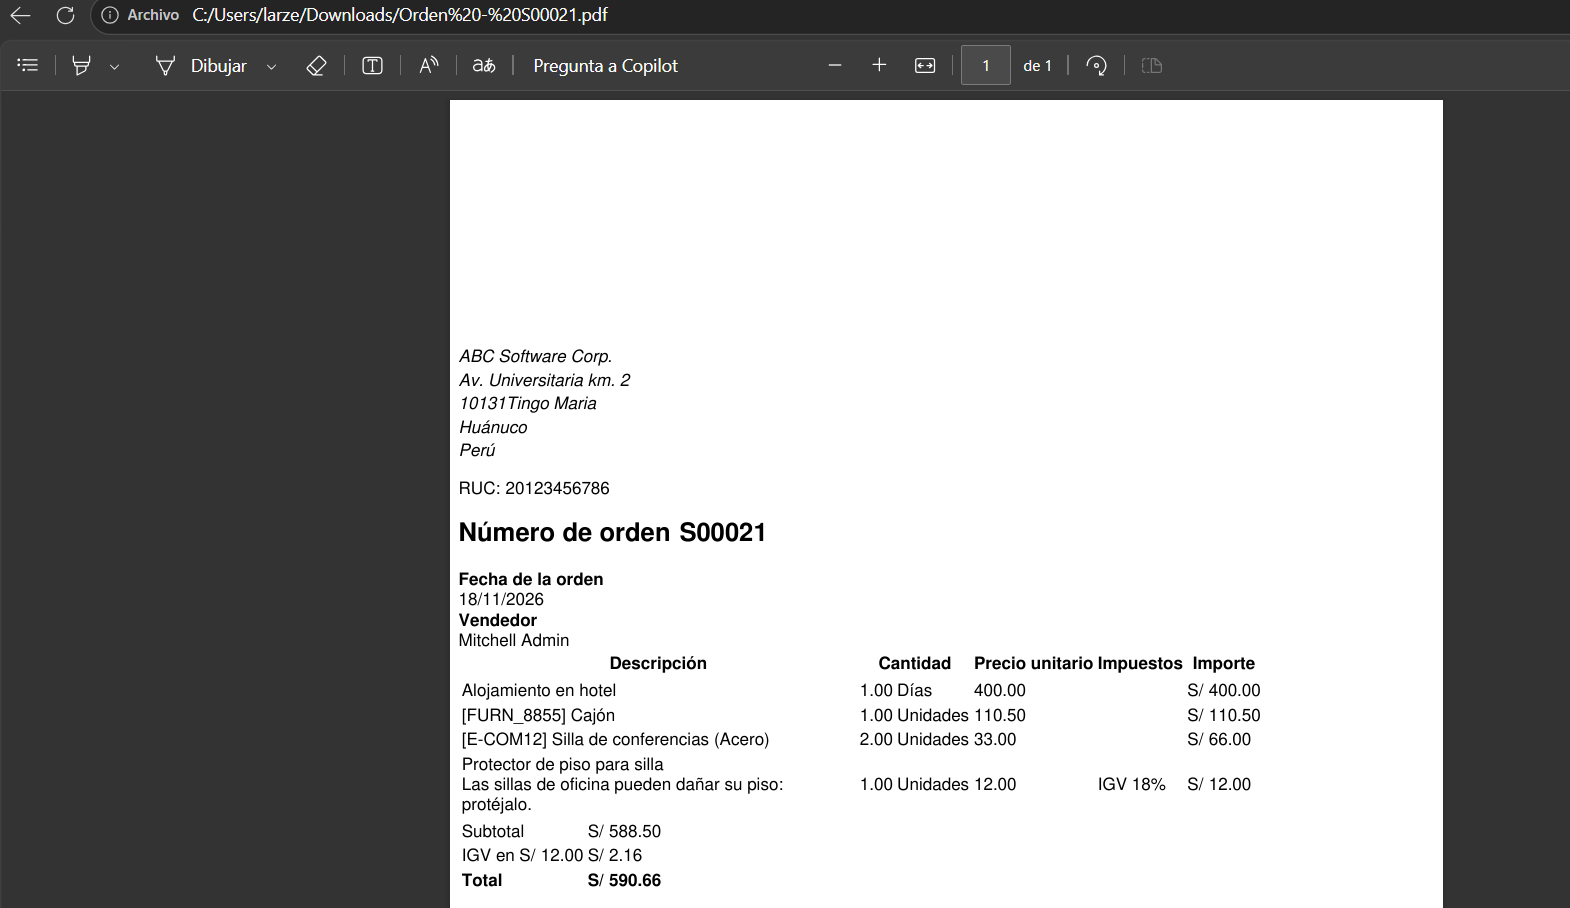 Archivo C:/Users/larze/Downloads/Orden%20-%20S00021.pdf
Dibujar Pregunta a Copilot 1 de 1
ABC Software Corp.
Av. Universitaria km. 2
10131Tingo Maria
Huánuco
Perú
RUC: 20123456786
Número de orden S00021
Fecha de la orden
18/11/2026
Vendedor
Mitchell Admin
Descripción Cantidad Precio unitario Impuestos Importe
Alojamiento en hotel 1.00 Días 400.00 S/ 400.00
[FURN_8855] Cajón 1.00 Unidades 110.50 S/ 110.50
[E-COM12] Silla de conferencias (Acero) 2.00 Unidades 33.00 S/ 66.00
Protector de piso para silla
Las sillas de oficina pueden dañar su piso: 1.00 Unidades 12.00 IGV 18% S/ 12.00
protéjalo.
Subtotal S/ 588.50
IGV en S/ 12.00 S/ 2.16
Total S/ 590.66